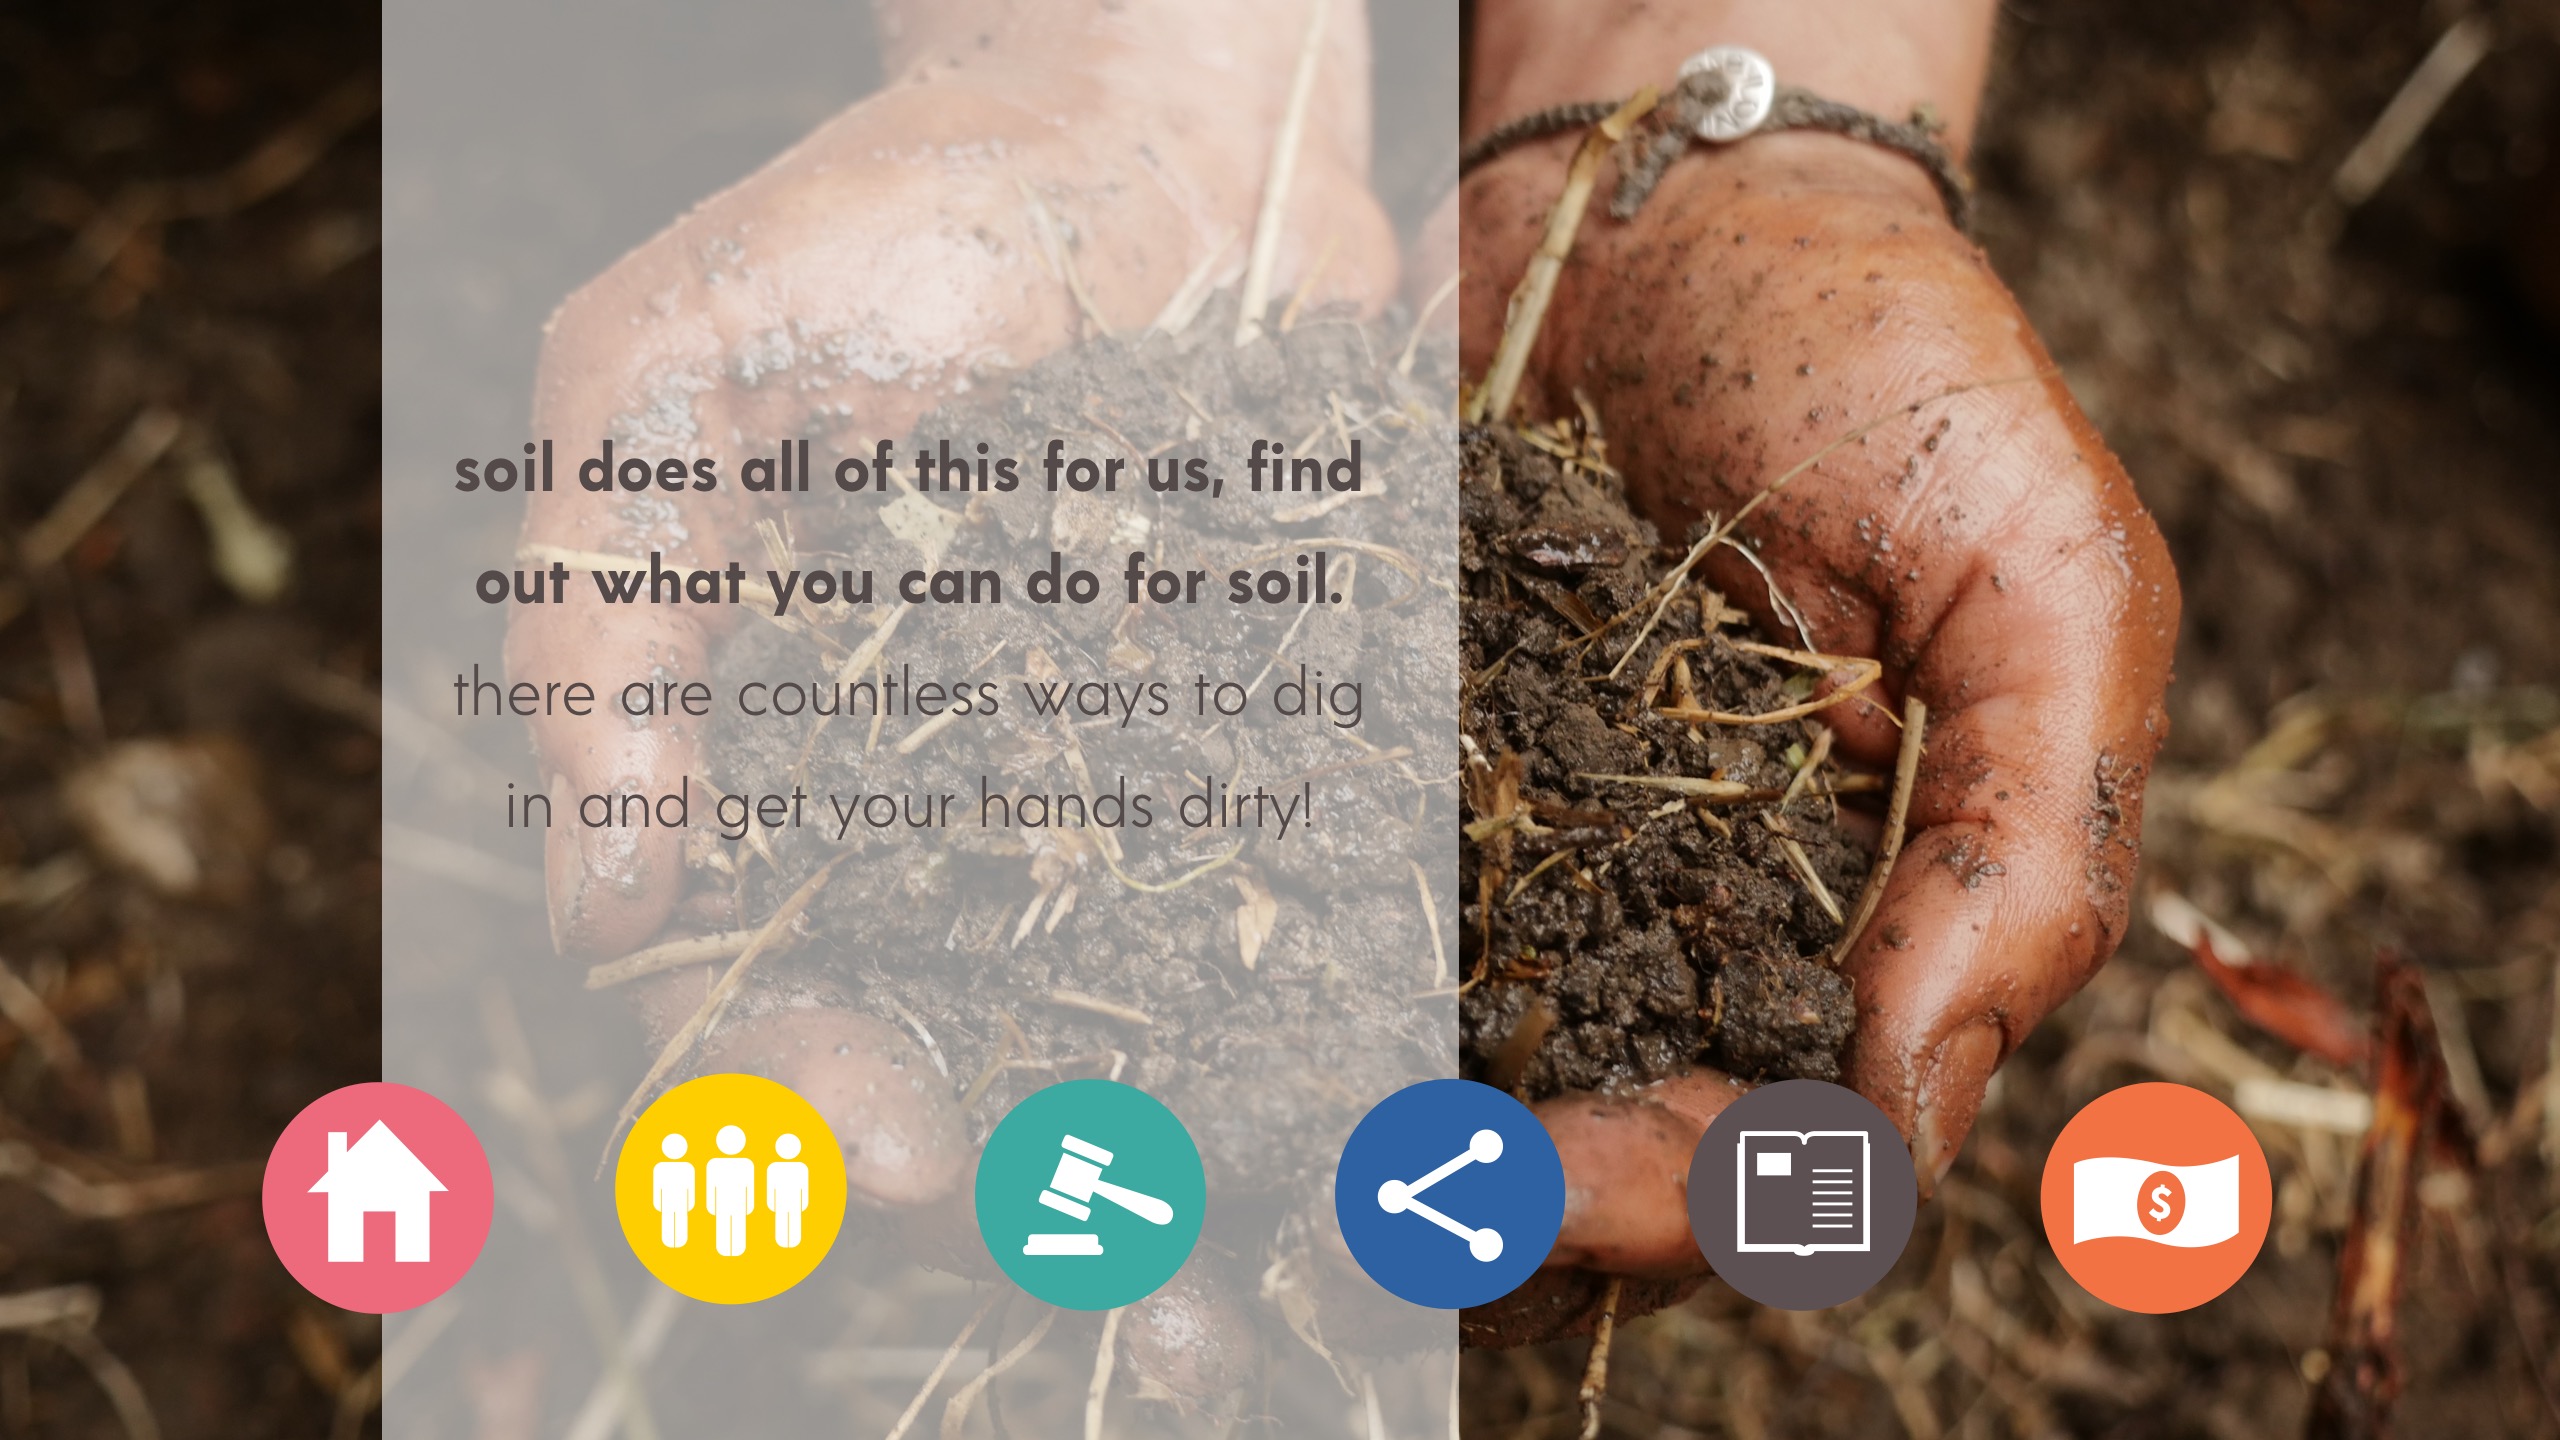 soil does all of this for us, find
out what you can do for soil.
there are countless ways to dig
in and get your hands dirty!
$